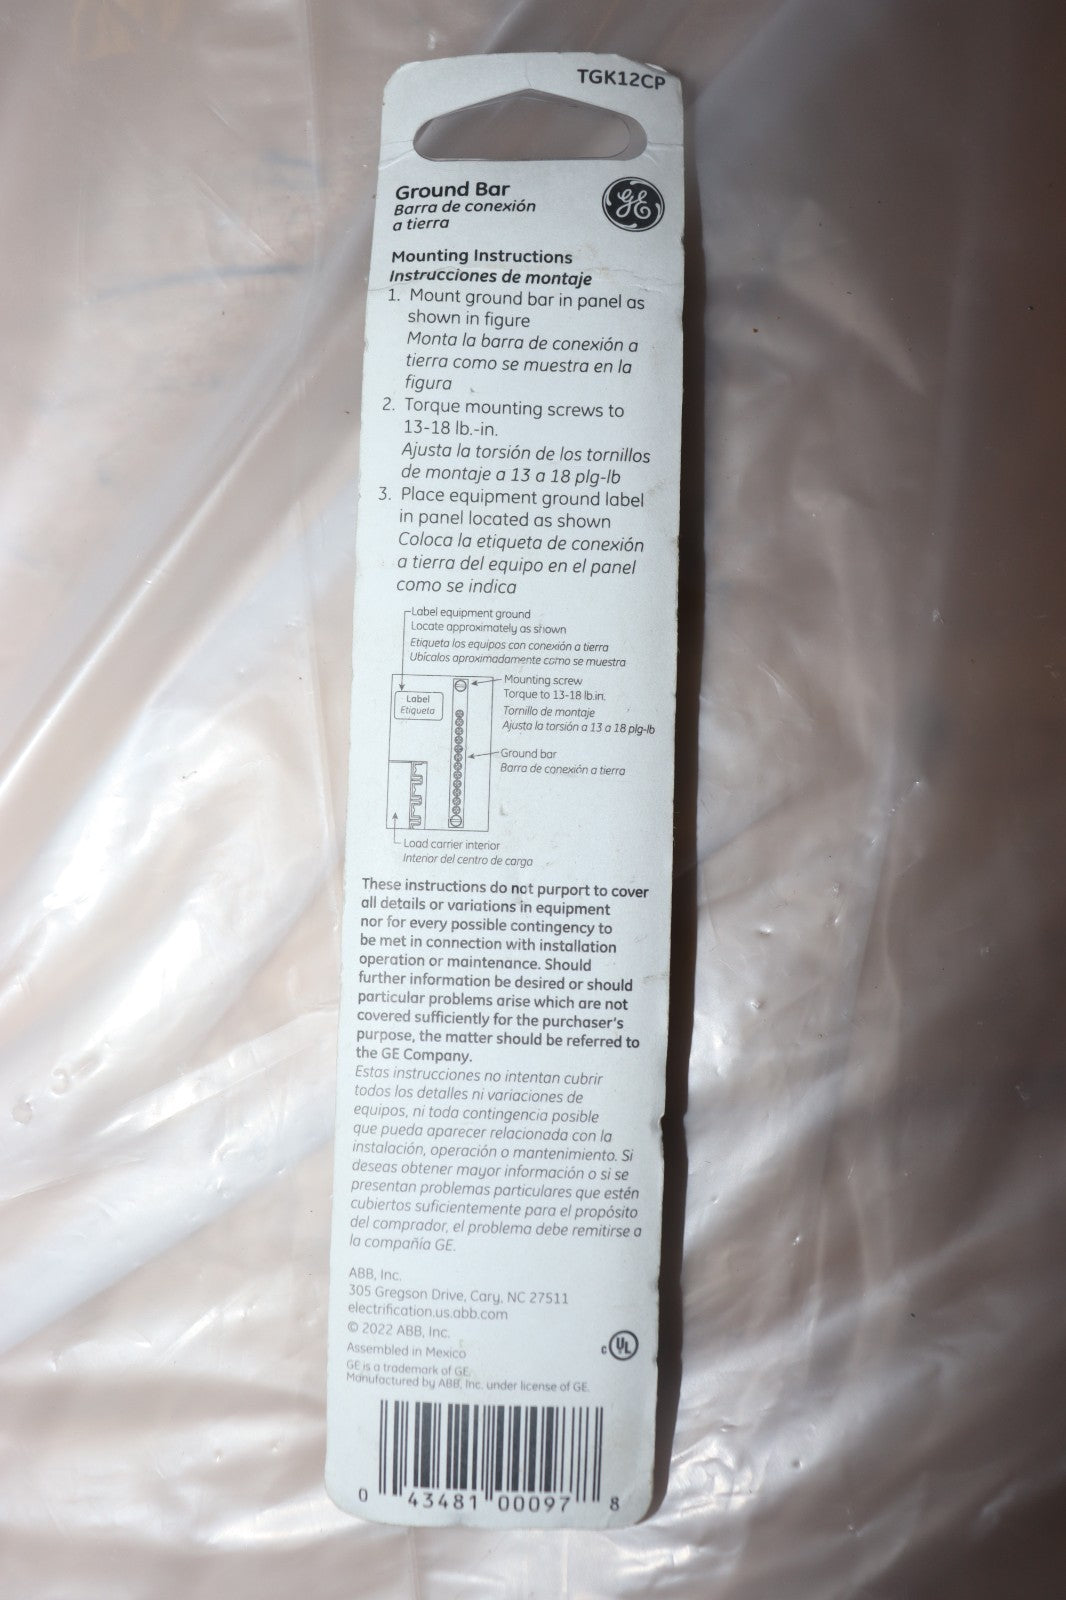 TGK12CP
Ground Bar
Barra de conexión
a tierra
GE
Mounting Instructions
Instrucciones de montaje
1. Mount ground bar in panel as
shown in figure
Monta la barra de conexión a
tierra como se muestra en la
figura
2. Torque mounting screws to
13-18 lb.-in.
Ajusta la torsión de los tornillos
de montaje a 13 a 18 plg-lb
3. Place equipment ground label
in panel located as shown
Coloca la etiqueta de conexión
a tierra del equipo en el panel
como se indica
Label equipment ground
Locate approximately as shown
Etiqueta los equipos con conexión a tierra
Ubícalos aproximadamente como se muestra
Mounting screw
Torque to 13-18 lb.in.
Tornillo de montaje
Ajusta la torsión a 13 a 18 plg-lb
Label
Etiqueta
Ground bar
Barra de conexión a tierra
Load carrier interior
Interior del centro de carga
These instructions do not purport to cover
all details or variations in equipment
nor for every possible contingency to
be met in connection with installation
operation or maintenance. Should
further information be desired or should
particular problems arise which are not
covered sufficiently for the purchaser's
purpose, the matter should be referred to
the GE Company.
Estas instrucciones no intentan cubrir
todos los detalles ni variaciones de
equipos, ni toda contingencia posible
que pueda aparecer relacionada con la
instalación, operación o mantenimiento. Si
deseas obtener mayor información o si se
presentan problemas particulares que estén
cubiertos suficientemente para el propósito
del comprador, el problema debe remitirse a
la compañía GE.
ABB, Inc.
305 Gregson Drive, Cary, NC 27511
electrification.us.abb.com
© 2022 ABB, Inc.
Assembled in Mexico
GE is a trademark of GE.
Manufactured by ABB, Inc. under license of GE.
c UL
0 43481 00097 8